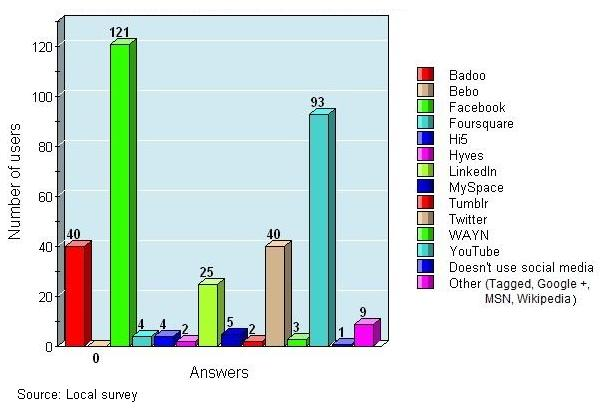 121
120
100
93
80
60
40
40
40
25
20
4
4
2
5
2
3
1
9
0
0
Number of users
Answers
Badoo
Bebo
Facebook
Foursquare
Hi5
Hyves
LinkedIn
MySpace
Tumblr
Twitter
WAYN
YouTube
Doesn't use social media
Other (Tagged, Google +,
MSN, Wikipedia)
Source: Local survey